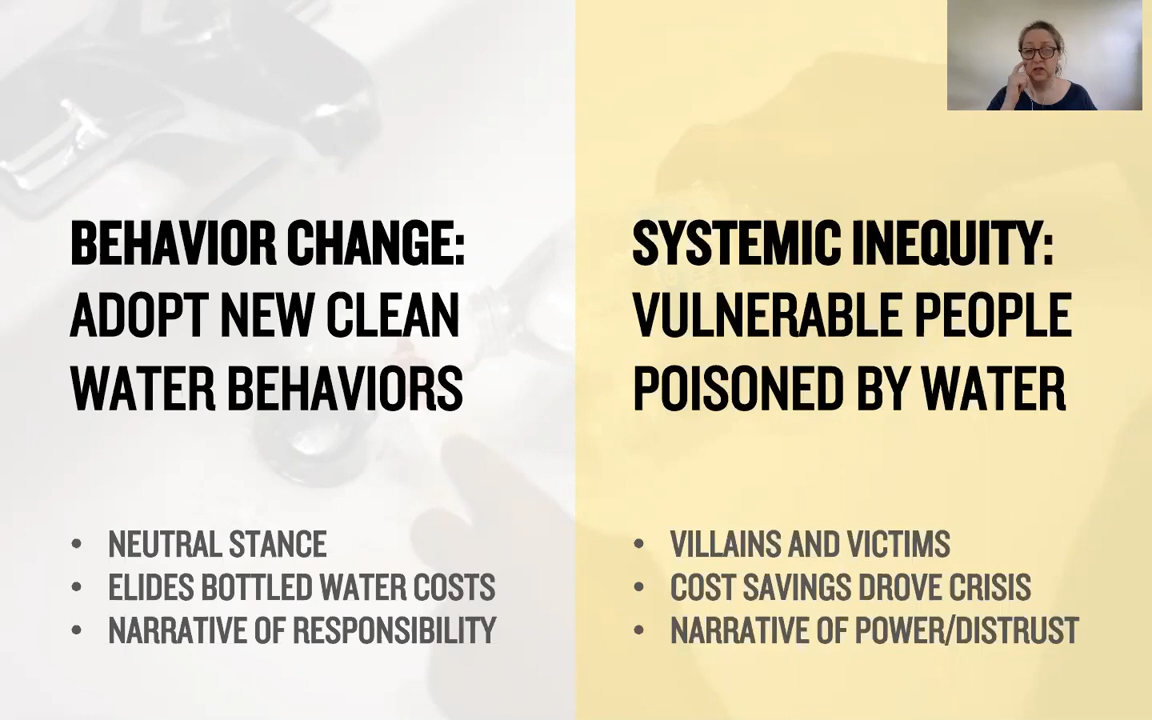 BEHAVIOR CHANGE:
ADOPT NEW CLEAN
WATER BEHAVIORS
• NEUTRAL STANCE
• ELIDES BOTTLED WATER COSTS
• NARRATIVE OF RESPONSIBILITY
SYSTEMIC INEQUITY:
VULNERABLE PEOPLE
POISONED BY WATER
• VILLAINS AND VICTIMS
• COST SAVINGS DROVE CRISIS
• NARRATIVE OF POWER/DISTRUST